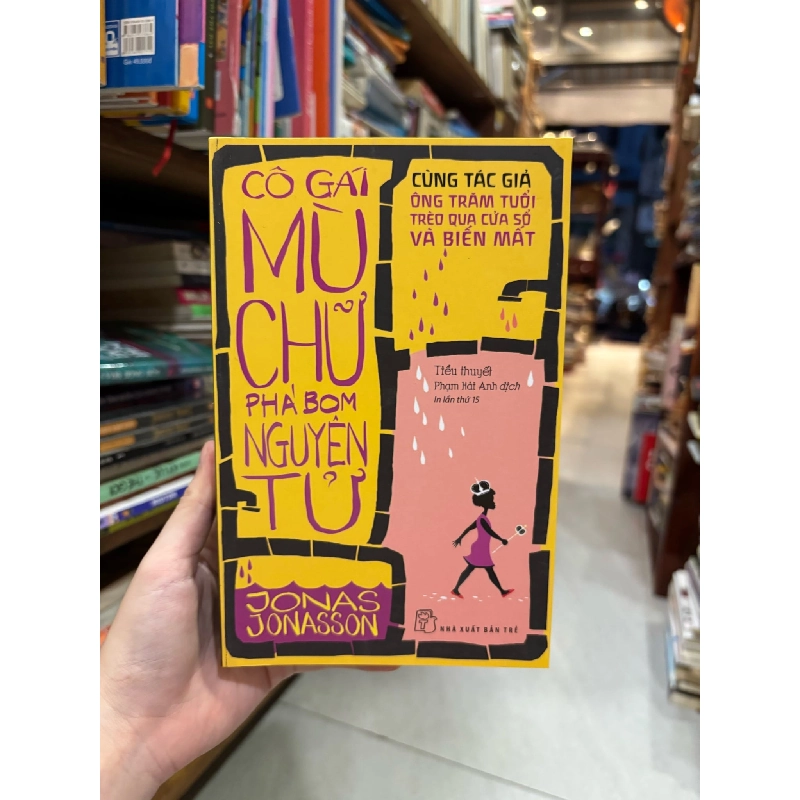 CÔ GÁI
MÙ
CHỮ
PHÁ BOM
NGUYÊN
TỬ
JONAS
JONASSON
CÙNG TÁC GIẢ
ÔNG TRĂM TUỔI
TRÈO QUA CỬA SỔ
VÀ BIẾN MẤT
Tiểu thuyết
Phạm Hải Anh dịch
In lần thứ 15
NHÀ XUẤT BẢN TRẺ